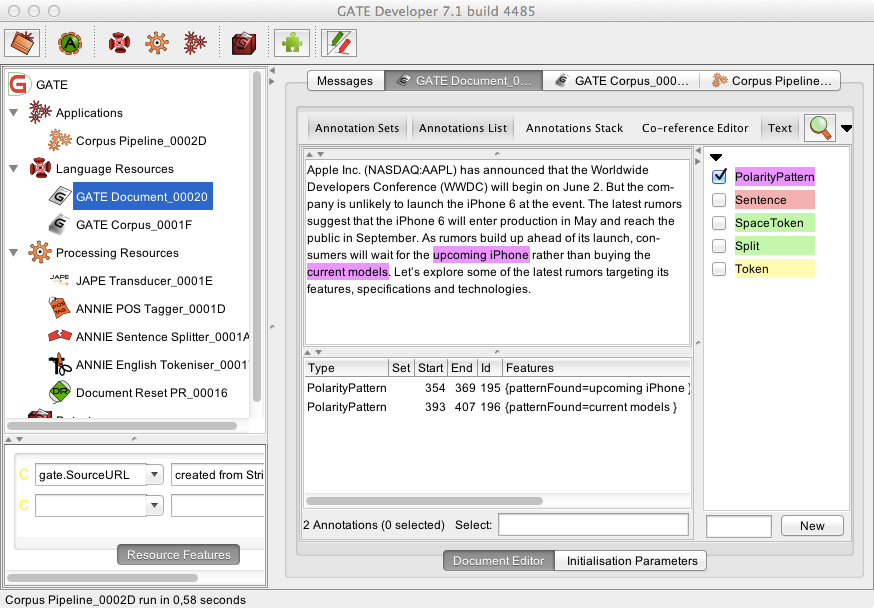 GATE Developer 7.1 build 4485
GATE
Applications
Corpus Pipeline_0002D
Language Resources
GATE Document_00020
GATE Corpus_0001F
Processing Resources
JAPE JAPE Transducer_0001E
POS TAG ANNIE POS Tagger_0001D
ANNIE Sentence Splitter_0001A
ANNIE English Tokeniser_0001
DR Document Reset PR_00016
C gate.SourceURL created from Stri
C
Resource Features
Messages GATE Document_0... GATE Corpus_000... Corpus Pipeline...
Annotation Sets Annotations List Annotations Stack Co-reference Editor Text
Apple Inc. (NASDAQ:AAPL) has announced that the Worldwide
Developers Conference (WWDC) will begin on June 2. But the com-
pany is unlikely to launch the iPhone 6 at the event. The latest rumors
suggest that the iPhone 6 will enter production in May and reach the
public in September. As rumors build up ahead of its launch, con-
sumers will wait for the upcoming iPhone rather than buying the
current models. Let's explore some of the latest rumors targeting its
features, specifications and technologies.
PolarityPattern
Sentence
SpaceToken
Split
Token
Type Set Start End Id Features
PolarityPattern 354 369 195 {patternFound=upcoming iPhone }
PolarityPattern 393 407 196 {patternFound=current models }
2 Annotations (0 selected) Select:
New
Document Editor Initialisation Parameters
Corpus Pipeline_0002D run in 0,58 seconds